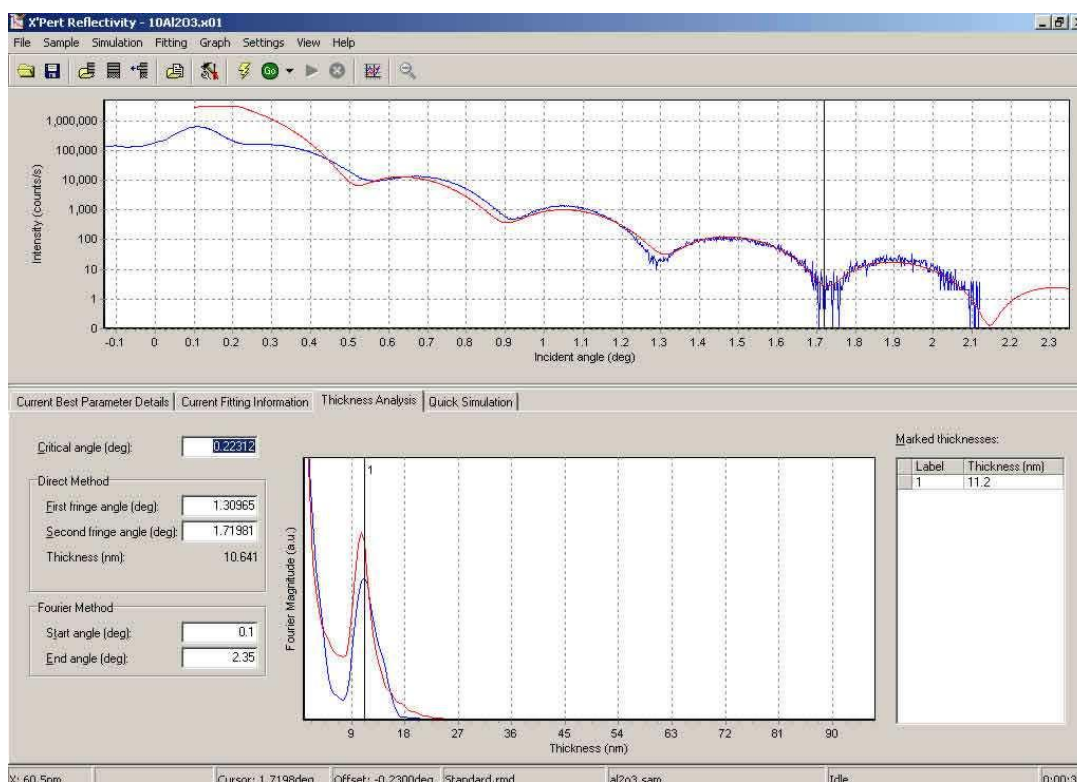 X'Pert Reflectivity - 10Al2O3.x01
File Sample Simulation Fitting Graph Settings View Help
Go
1,000,000
100,000
10,000
1,000
100
10
1
0
Intensity (counts/s)
-0.1 0 0.1 0.2 0.3 0.4 0.5 0.6 0.7 0.8 0.9 1 1.1 1.2 1.3 1.4 1.5 1.6 1.7 1.8 1.9 2 2.1 2.2 2.3
Incident angle (deg)
Current Best Parameter Details Current Fitting Information Thickness Analysis Quick Simulation
Critical angle (deg): 0.22312
Direct Method
First fringe angle (deg): 1.30965
Second fringe angle (deg): 1.71981
Thickness (nm): 10.641
Fourier Method
Start angle (deg): 0.1
End angle (deg): 2.35
Fourier Magnitude (a.u.)
1
9 18 27 36 45 54 63 72 81 90
Thickness (nm)
Marked thicknesses:
Label Thickness (nm)
1 11.2
X: 60.5nm Cursor: 1.7198deg Offset: -0.2300deg Standard.rmd al2o3.sam Idle